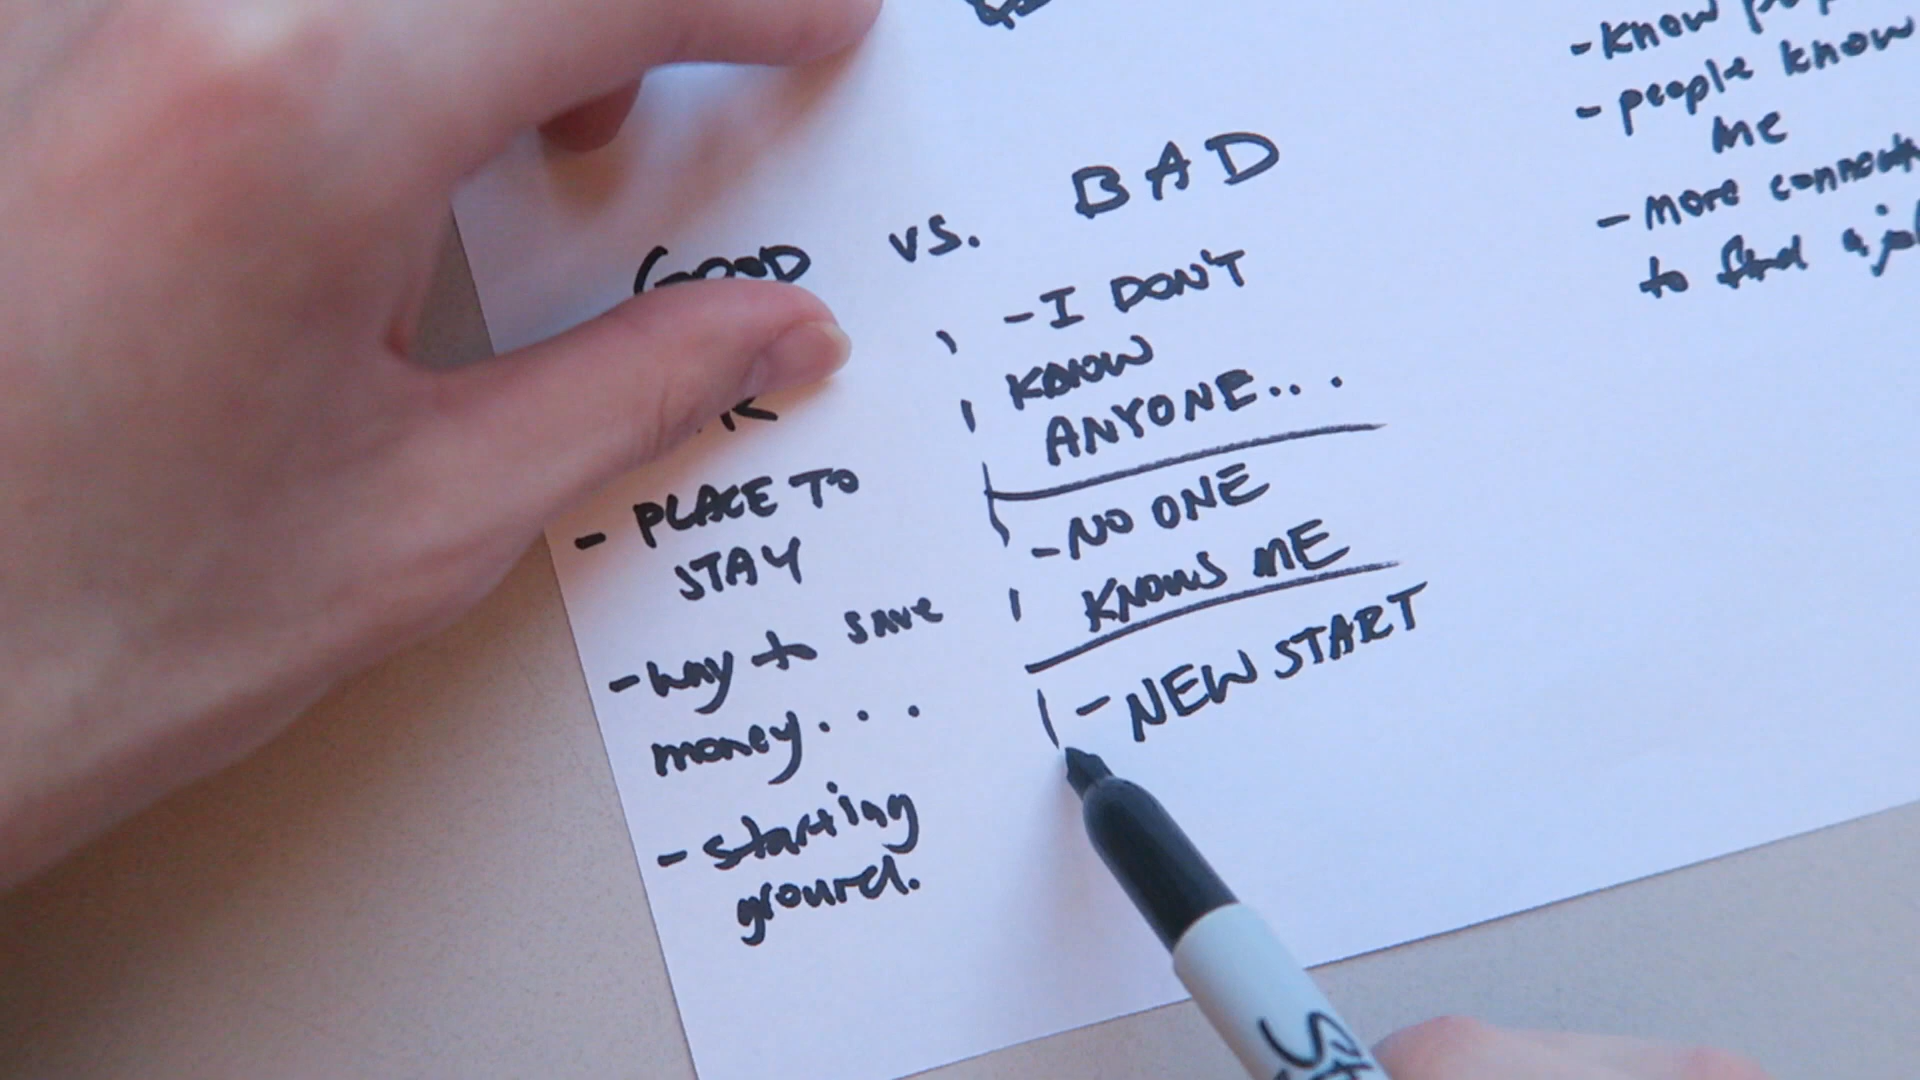 GOOD vs. BAD
- PLACE TO
STAY
- way to save
money...
- starting
ground.
- I DON'T
KNOW
ANYONE...
- NO ONE
KNOWS ME
- NEW START
- know
- people know
me
- more
to find a